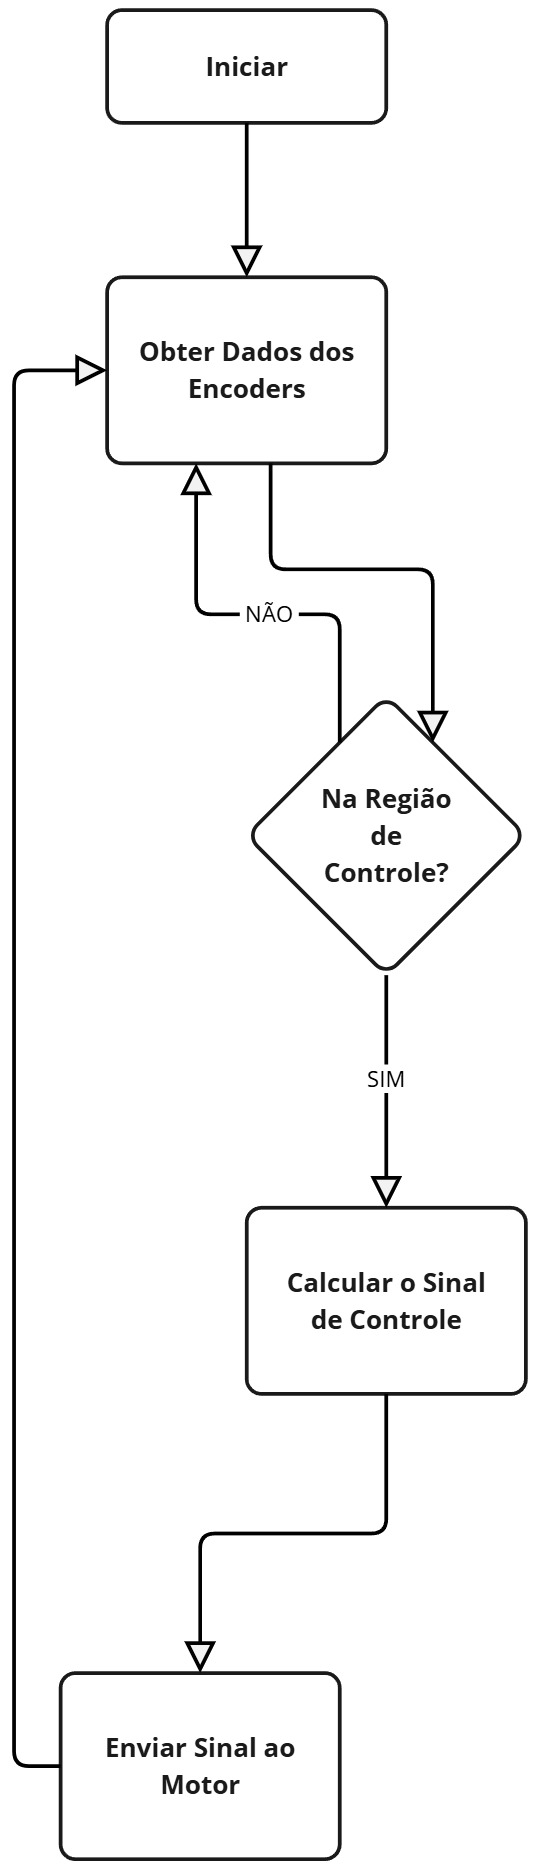 Iniciar
Obter Dados dos
Encoders
NÃO
Na Região
de
Controle?
SIM
Calcular o Sinal
de Controle
Enviar Sinal ao
Motor